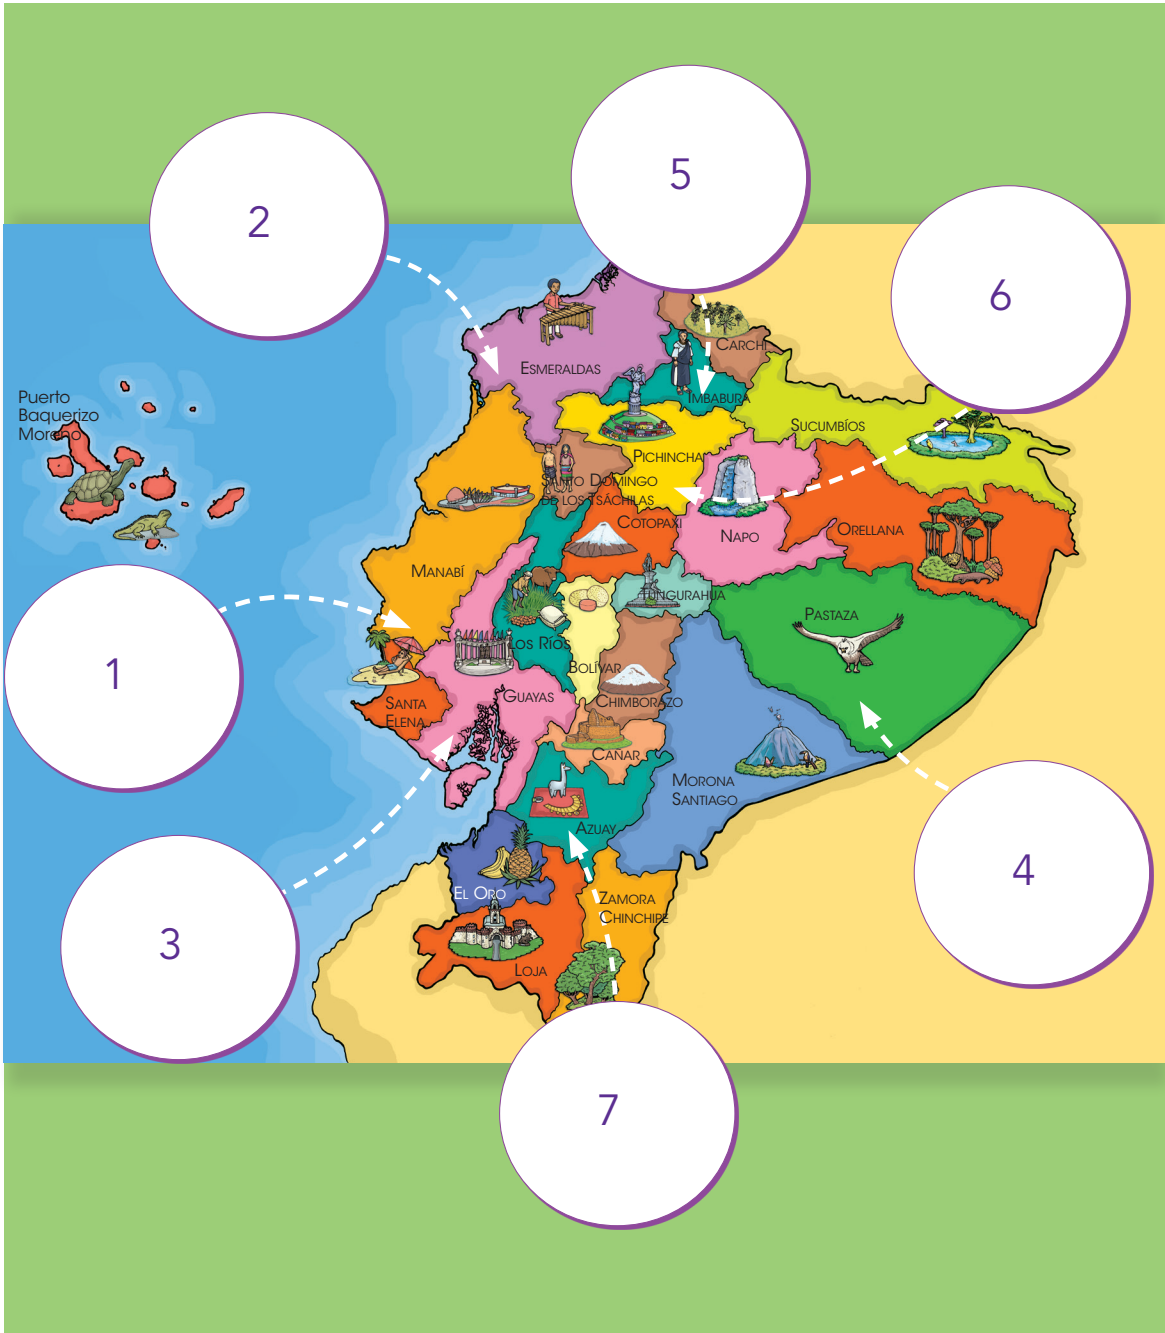 5
2
6
CARCHI
ESMERALDAS
IMBABURA
Puerto
Baquerizo
Moreno
SUCUMBÍOS
PICHINCHA
SANTO DOMINGO
DE LOS TSÁCHILAS
COTOPAXI
ORELLANA
NAPO
MANABÍ
TUNGURAHUA
PASTAZA
LOS RÍOS
BOLÍVAR
1
GUAYAS
CHIMBORAZO
SANTA
ELENA
CAÑAR
MORONA
SANTIAGO
AZUAY
4
EL ORO
ZAMORA
CHINCHIPE
3
LOJA
7